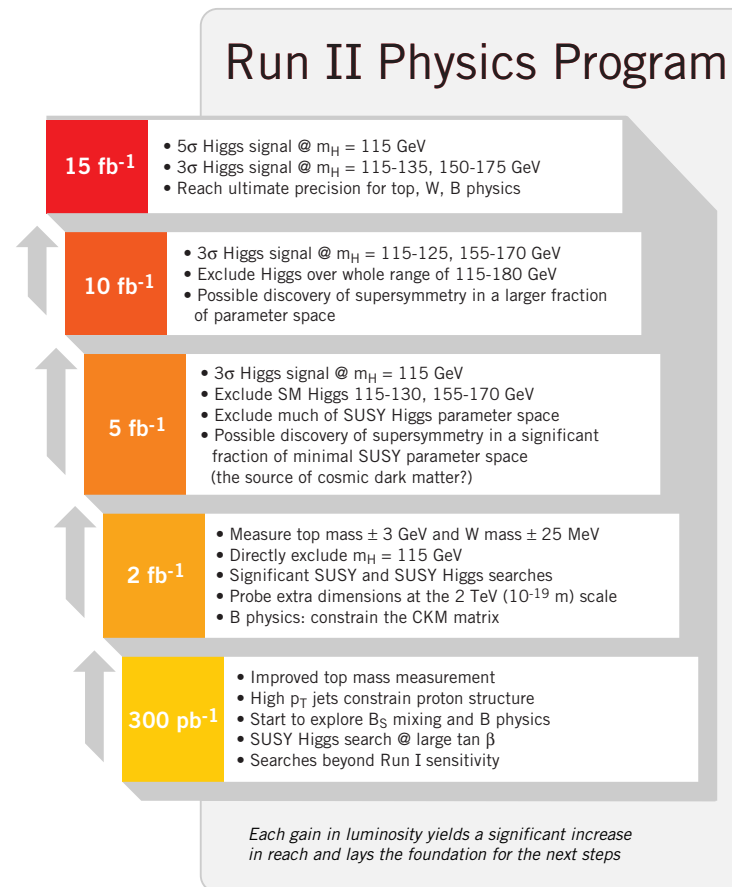 Run II Physics Program
15 fb⁻¹
• 5σ Higgs signal @ m_H = 115 GeV
• 3σ Higgs signal @ m_H = 115-135, 150-175 GeV
• Reach ultimate precision for top, W, B physics
10 fb⁻¹
• 3σ Higgs signal @ m_H = 115-125, 155-170 GeV
• Exclude Higgs over whole range of 115-180 GeV
• Possible discovery of supersymmetry in a larger fraction
of parameter space
5 fb⁻¹
• 3σ Higgs signal @ m_H = 115 GeV
• Exclude SM Higgs 115-130, 155-170 GeV
• Exclude much of SUSY Higgs parameter space
• Possible discovery of supersymmetry in a significant
fraction of minimal SUSY parameter space
(the source of cosmic dark matter?)
2 fb⁻¹
• Measure top mass ± 3 GeV and W mass ± 25 MeV
• Directly exclude m_H = 115 GeV
• Significant SUSY and SUSY Higgs searches
• Probe extra dimensions at the 2 TeV (10⁻¹⁹ m) scale
• B physics: constrain the CKM matrix
300 pb⁻¹
• Improved top mass measurement
• High p_T jets constrain proton structure
• Start to explore B_S mixing and B physics
• SUSY Higgs search @ large tan β
• Searches beyond Run I sensitivity
Each gain in luminosity yields a significant increase
in reach and lays the foundation for the next steps